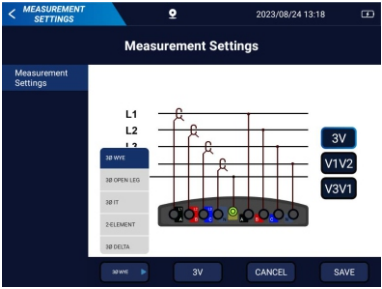 MEASUREMENT
SETTINGS
2023/08/24 13:18
Measurement Settings
Measurement
Settings
L1
L2
L3
3Ø WYE
3Ø OPEN LEG
3Ø IT
2-ELEMENT
3Ø DELTA
3V
V1V2
V3V1
3Ø WYE
3V
CANCEL
SAVE